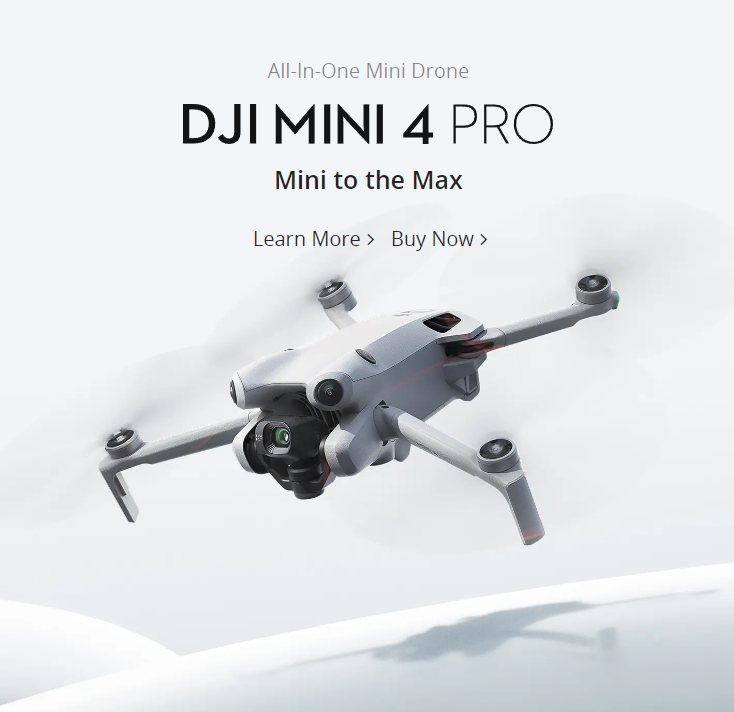 All-In-One Mini Drone
DJI MINI 4 PRO
Mini to the Max
Learn More > Buy Now >